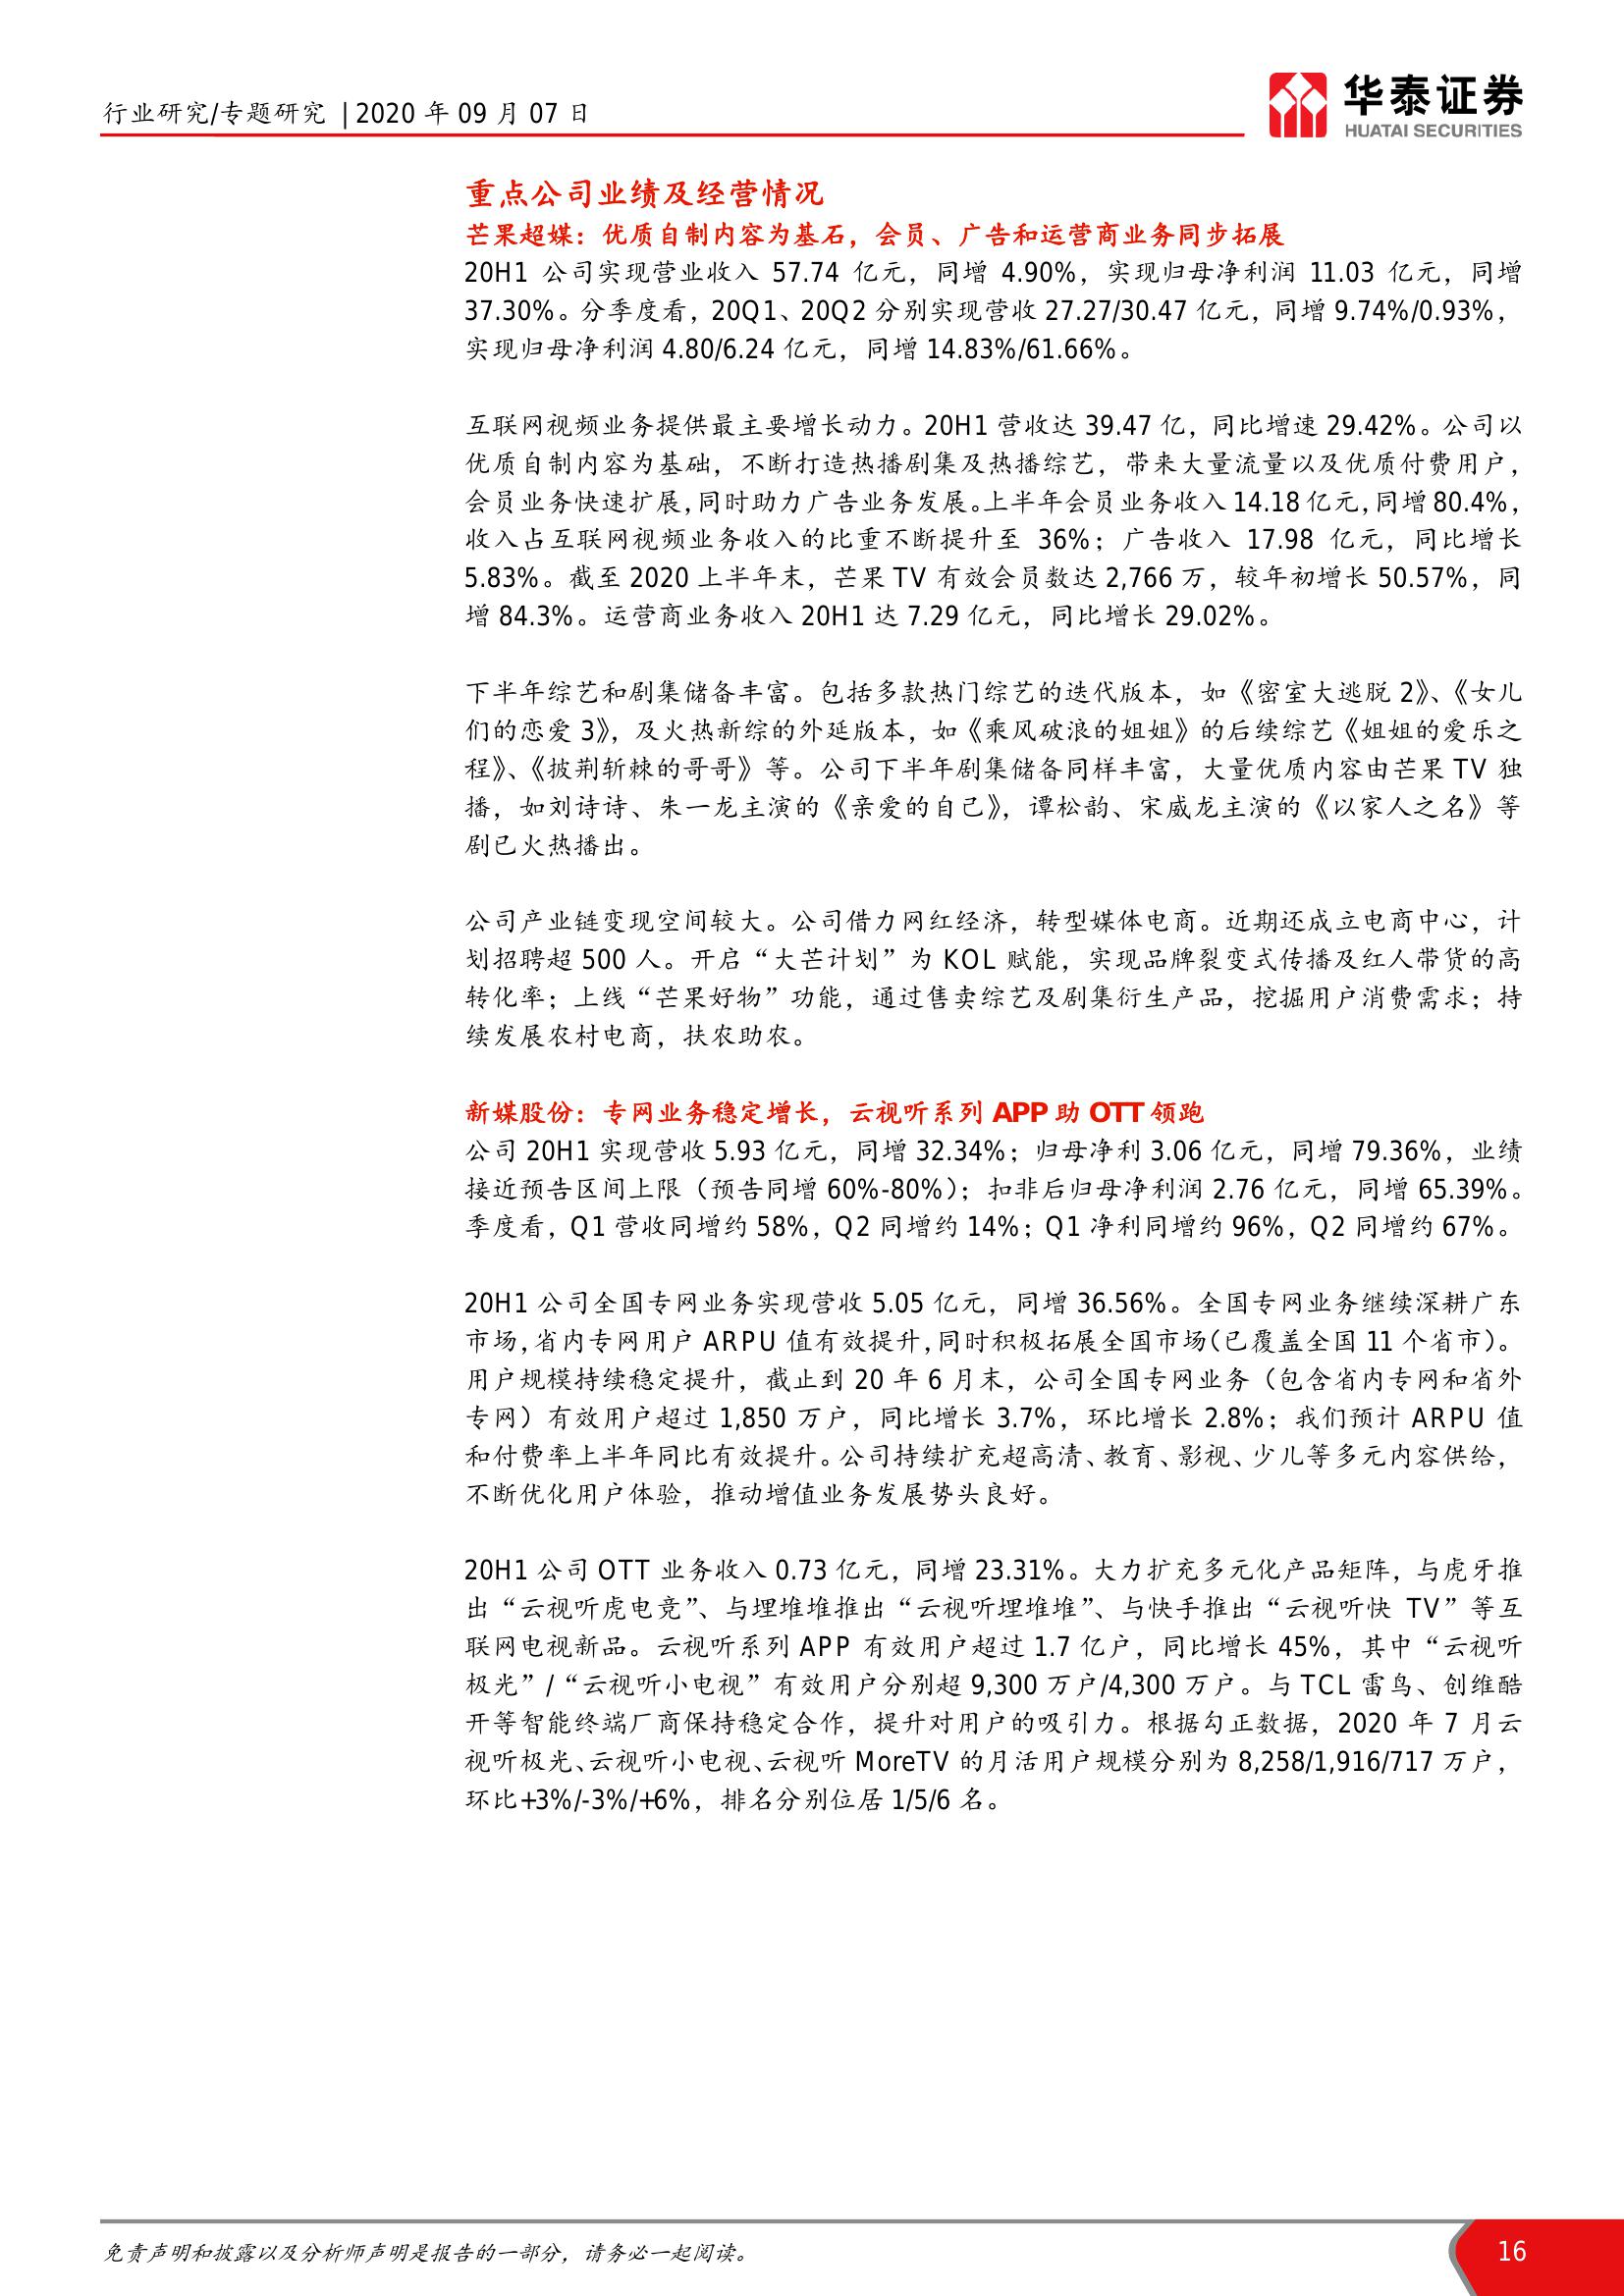 行业研究/专题研究 | 2020 年 09 月 07 日
华泰证券
HUATAI SECURITIES
重点公司业绩及经营情况
芒果超媒：优质自制内容为基石，会员、广告和运营商业务同步拓展
20H1 公司实现营业收入 57.74 亿元，同增 4.90%，实现归母净利润 11.03 亿元，同增
37.30%。分季度看，20Q1、20Q2 分别实现营收 27.27/30.47 亿元，同增 9.74%/0.93%，
实现归母净利润 4.80/6.24 亿元，同增 14.83%/61.66%。
互联网视频业务提供最主要增长动力。20H1 营收达 39.47 亿，同比增速 29.42%。公司以
优质自制内容为基础，不断打造热播剧集及热播综艺，带来大量流量以及优质付费用户，
会员业务快速扩展，同时助力广告业务发展。上半年会员业务收入 14.18 亿元，同增 80.4%，
收入占互联网视频业务收入的比重不断提升至 36%；广告收入 17.98 亿元，同比增长
5.83%。截至 2020 上半年末，芒果 TV 有效会员数达 2,766 万，较年初增长 50.57%，同
增 84.3%。运营商业务收入 20H1 达 7.29 亿元，同比增长 29.02%。
下半年综艺和剧集储备丰富。包括多款热门综艺的迭代版本，如《密室大逃脱 2》、《女儿
们的恋爱 3》，及火热新综的外延版本，如《乘风破浪的姐姐》的后续综艺《姐姐的爱乐之
程》、《披荆斩棘的哥哥》等。公司下半年剧集储备同样丰富，大量优质内容由芒果 TV 独
播，如刘诗诗、朱一龙主演的《亲爱的自己》，谭松韵、宋威龙主演的《以家人之名》等
剧已火热播出。
公司产业链变现空间较大。公司借力网红经济，转型媒体电商。近期还成立电商中心，计
划招聘超 500 人。开启“大芒计划”为 KOL 赋能，实现品牌裂变式传播及红人带货的高
转化率；上线“芒果好物”功能，通过售卖综艺及剧集衍生产品，挖掘用户消费需求；持
续发展农村电商，扶农助农。
新媒股份：专网业务稳定增长，云视听系列 APP 助 OTT 领跑
公司 20H1 实现营收 5.93 亿元，同增 32.34%；归母净利 3.06 亿元，同增 79.36%，业绩
接近预告区间上限（预告同增 60%-80%）；扣非后归母净利润 2.76 亿元，同增 65.39%。
季度看，Q1 营收同增约 58%，Q2 同增约 14%；Q1 净利同增约 96%，Q2 同增约 67%。
20H1 公司全国专网业务实现营收 5.05 亿元，同增 36.56%。全国专网业务继续深耕广东
市场，省内专网用户 ARPU 值有效提升，同时积极拓展全国市场（已覆盖全国 11 个省市）。
用户规模持续稳定提升，截止到 20 年 6 月末，公司全国专网业务（包含省内专网和省外
专网）有效用户超过 1,850 万户，同比增长 3.7%，环比增长 2.8%；我们预计 ARPU 值
和付费率上半年同比有效提升。公司持续扩充超高清、教育、影视、少儿等多元内容供给，
不断优化用户体验，推动增值业务发展势头良好。
20H1 公司 OTT 业务收入 0.73 亿元，同增 23.31%。大力扩充多元化产品矩阵，与虎牙推
出“云视听虎电竞”、与埋堆堆推出“云视听埋堆堆”、与快手推出“云视听快 TV”等互
联网电视新品。云视听系列 APP 有效用户超过 1.7 亿户，同比增长 45%，其中“云视听
极光”/“云视听小电视”有效用户分别超 9,300 万户/4,300 万户。与 TCL 雷鸟、创维酷
开等智能终端厂商保持稳定合作，提升对用户的吸引力。根据勾正数据，2020 年 7 月云
视听极光、云视听小电视、云视听 MoreTV 的月活用户规模分别为 8,258/1,916/717 万户，
环比+3%/-3%/+6%，排名分别位居 1/5/6 名。
免责声明和披露以及分析师声明是报告的一部分，请务必一起阅读。
16